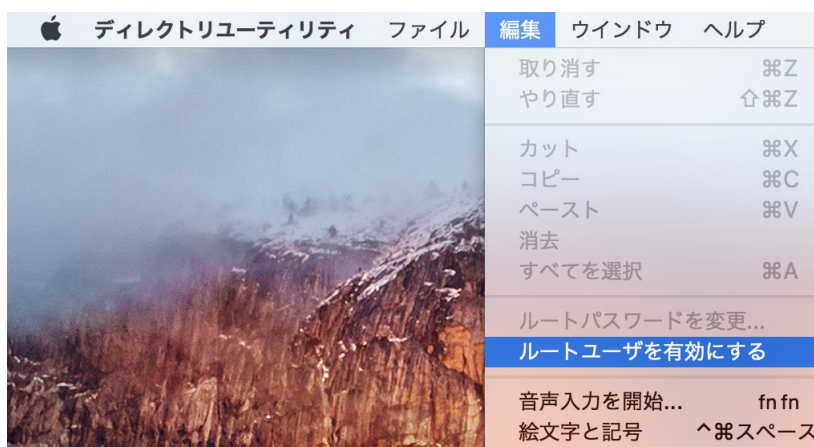 ディレクトリユーティリティ ファイル 編集 ウインドウ ヘルプ
取り消す ⌘Z
やり直す ⇧⌘Z
カット ⌘X
コピー ⌘C
ペースト ⌘V
消去
すべてを選択 ⌘A
ルートパスワードを変更...
ルートユーザを有効にする
音声入力を開始... fn fn
絵文字と記号 ^⌘スペース